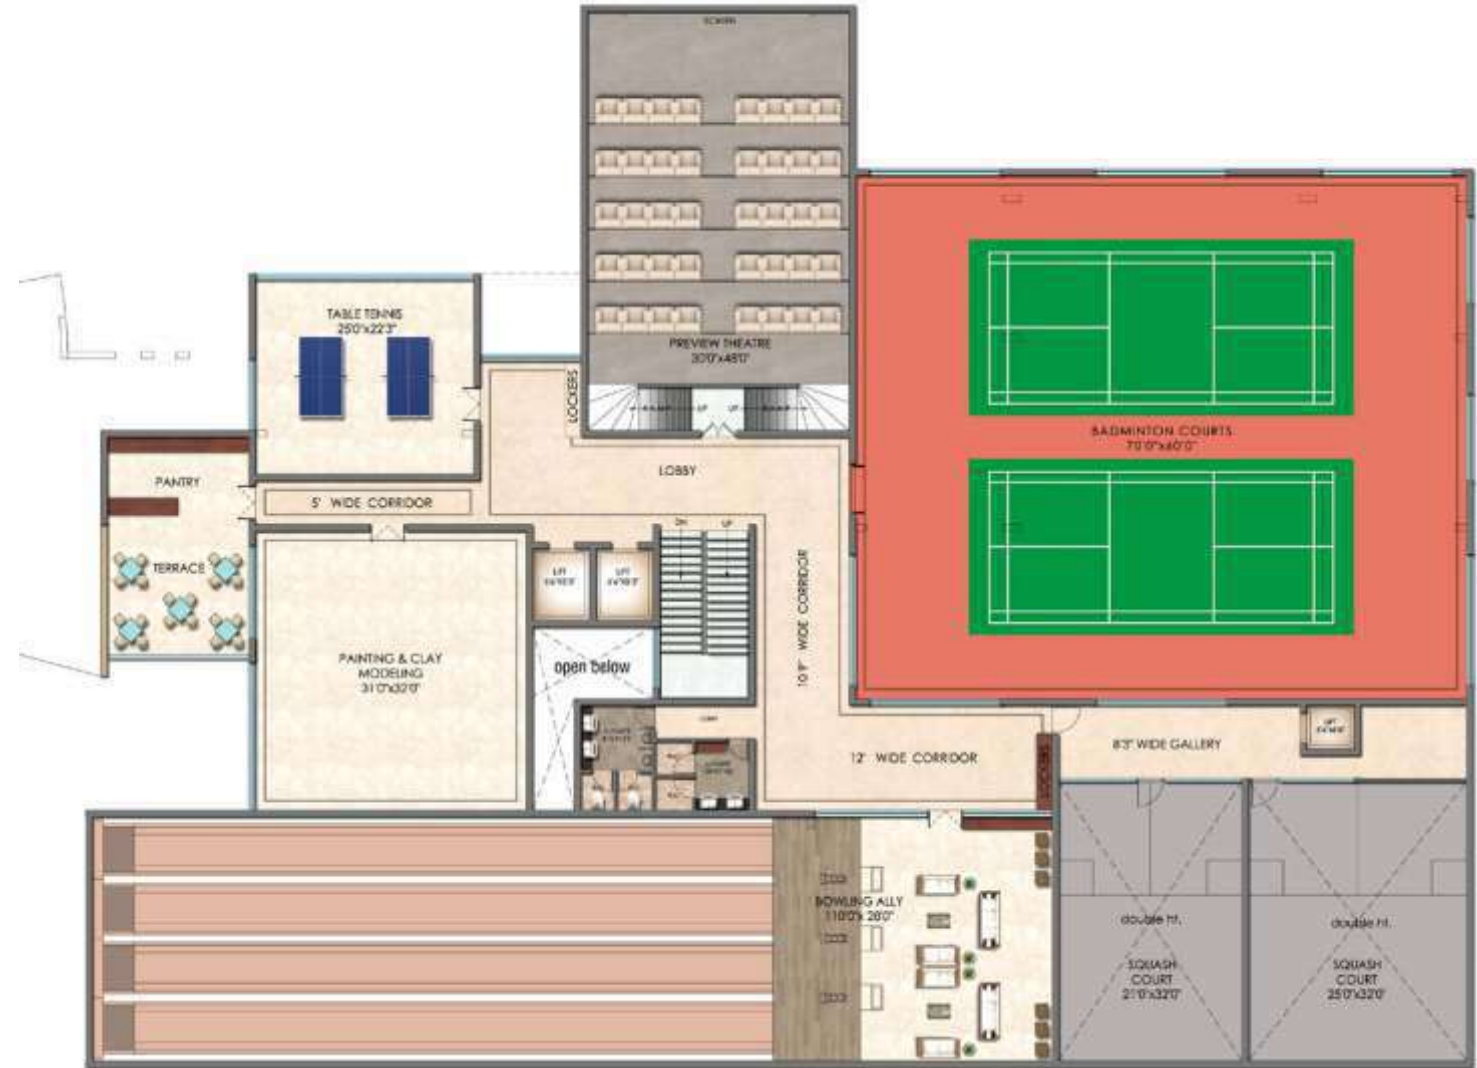 SCREEN
PREVIEW THEATRE
30'0"x48'0"
UP
UP
TABLE TENNIS
25'0"x22'3"
LOCKERS
LOBBY
BADMINTON COURTS
70'0"x60'0"
PANTRY
5' WIDE CORRIDOR
TERRACE
DN
UP
LIFT
LIFT
10'9" WIDE CORRIDOR
PAINTING & CLAY
MODELING
31'0"x32'0"
open below
LOBBY
12' WIDE CORRIDOR
LOCKERS
8'3" WIDE GALLERY
LIFT
BOWLING ALLY
110'0"x 28'0"
double ht.
SQUASH
COURT
21'0"x32'0"
double ht.
SQUASH
COURT
25'0"x32'0"